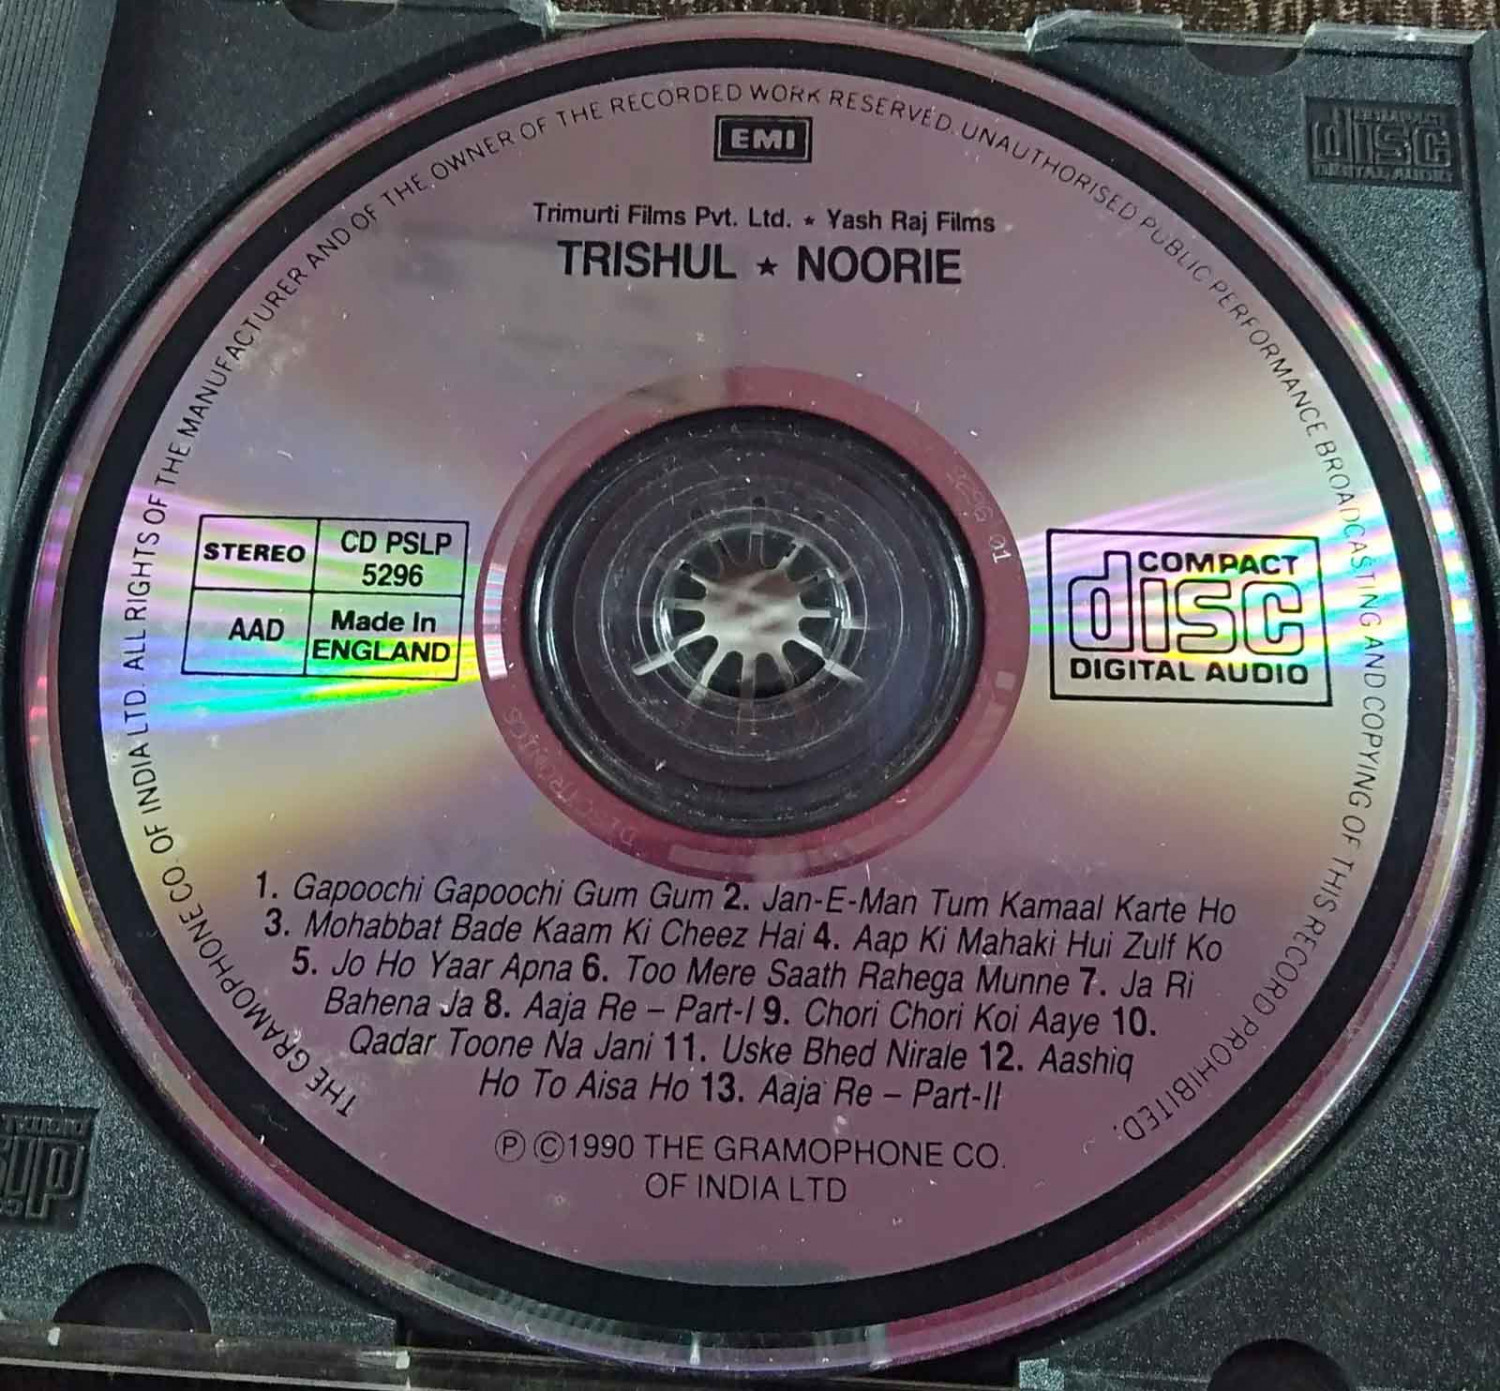 THE GRAMOPHONE CO. OF INDIA LTD. ALL RIGHTS OF THE MANUFACTURER AND OF THE OWNER OF THE RECORDED WORK RESERVED. UNAUTHORISED PUBLIC PERFORMANCE BROADCASTING AND COPYING OF THIS RECORD PROHIBITED.
EMI
Trimurti Films Pvt. Ltd. ★ Yash Raj Films
TRISHUL ★ NOORIE
STEREO
CD PSLP
5296
AAD
Made In
ENGLAND
COMPACT
disc
DIGITAL AUDIO
1. Gapoochi Gapoochi Gum Gum 2. Jan-E-Man Tum Kamaal Karte Ho
3. Mohabbat Bade Kaam Ki Cheez Hai 4. Aap Ki Mahaki Hui Zulf Ko
5. Jo Ho Yaar Apna 6. Too Mere Saath Rahega Munne 7. Ja Ri
Bahena Ja 8. Aaja Re – Part-I 9. Chori Chori Koi Aaye 10.
Qadar Toone Na Jani 11. Uske Bhed Nirale 12. Aashiq
Ho To Aisa Ho 13. Aaja Re – Part-II
Ⓟ ©1990 THE GRAMOPHONE CO.
OF INDIA LTD
disc
DIGITAL AUDIO